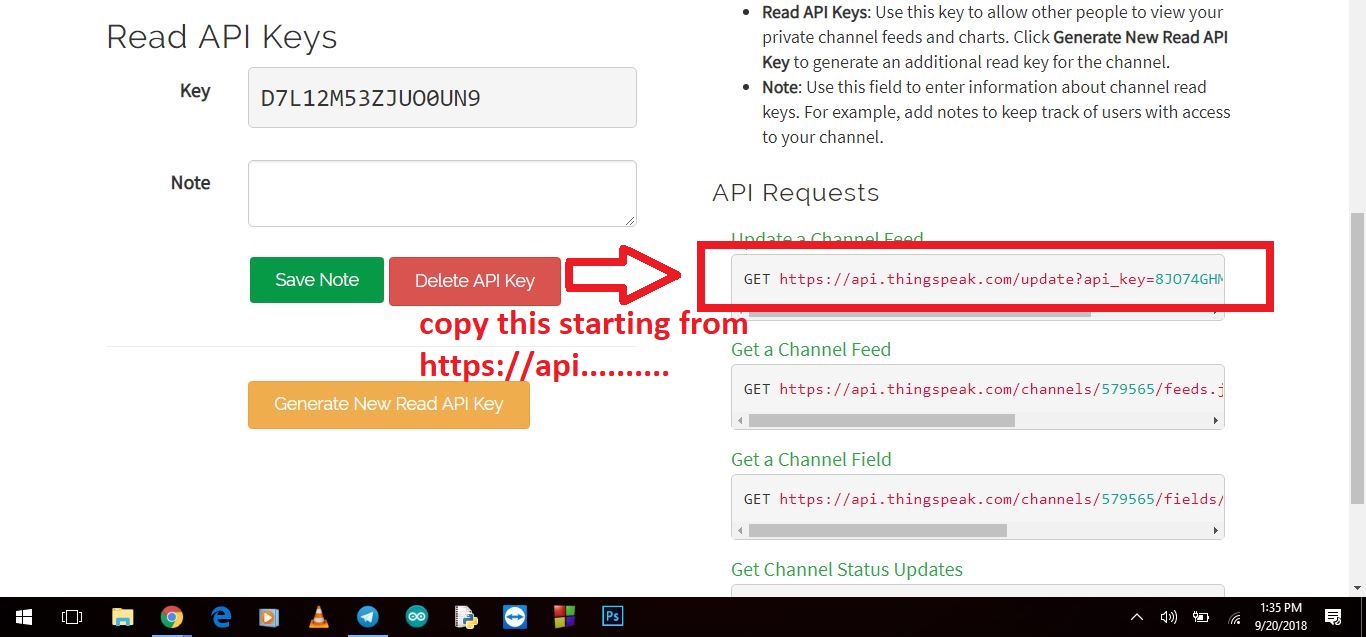 Read API Keys
Key
D7L12M53ZJUO0UN9
Note
Save Note
Delete API Key
copy this starting from
https://api..........
Generate New Read API Key
Read API Keys: Use this key to allow other people to view your
private channel feeds and charts. Click Generate New Read API
Key to generate an additional read key for the channel.
Note: Use this field to enter information about channel read
keys. For example, add notes to keep track of users with access
to your channel.
API Requests
Update a Channel Feed
GET https://api.thingspeak.com/update?api_key=8JO74GHM
Get a Channel Feed
GET https://api.thingspeak.com/channels/579565/feeds.j
Get a Channel Field
GET https://api.thingspeak.com/channels/579565/fields/
Get Channel Status Updates
Ps
1:35 PM
9/20/2018